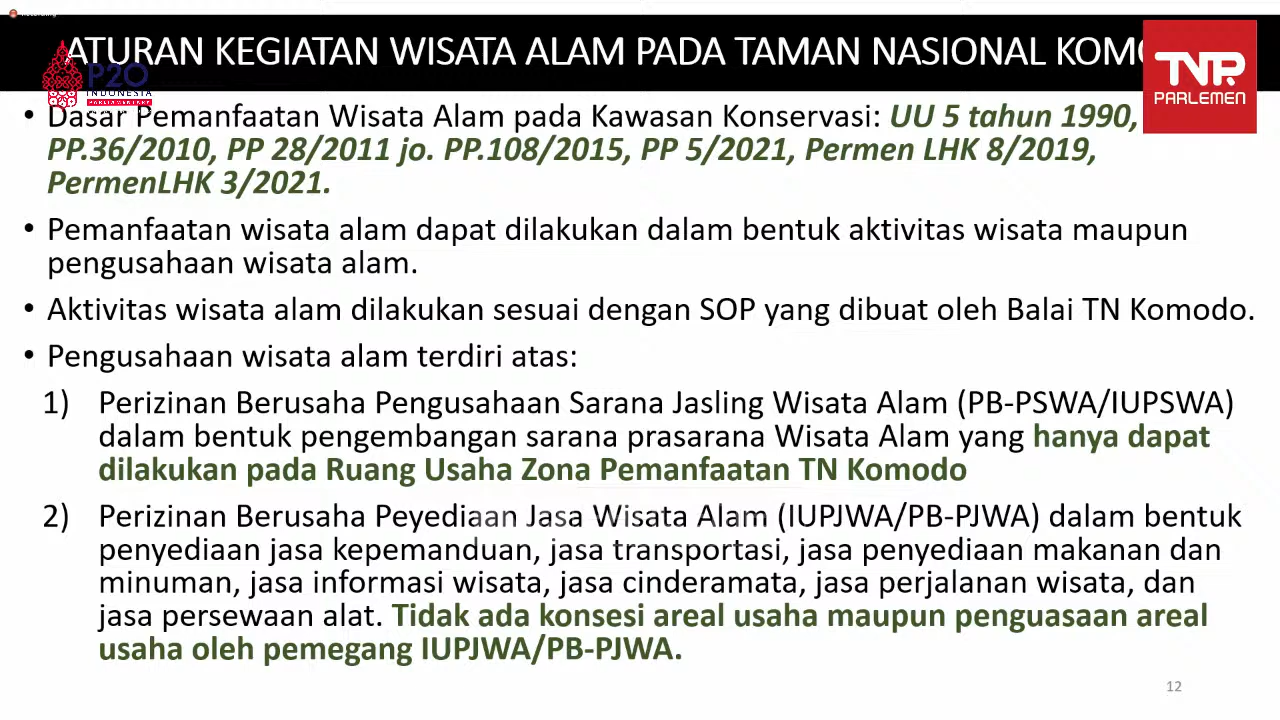 ATURAN KEGIATAN WISATA ALAM PADA TAMAN NASIONAL
P20
INDONESIA
PARLIAMENTARY
TVR.
PARLEMEN
• Dasar Pemanfaatan Wisata Alam pada Kawasan Konservasi: UU 5 tahun 1990,
PP.36/2010, PP 28/2011 jo. PP.108/2015, PP 5/2021, Permen LHK 8/2019,
PermenLHK 3/2021.
• Pemanfaatan wisata alam dapat dilakukan dalam bentuk aktivitas wisata maupun
pengusahaan wisata alam.
• Aktivitas wisata alam dilakukan sesuai dengan SOP yang dibuat oleh Balai TN Komodo.
• Pengusahaan wisata alam terdiri atas:
1) Perizinan Berusaha Pengusahaan Sarana Jasling Wisata Alam (PB-PSWA/IUPSWA)
dalam bentuk pengembangan sarana prasarana Wisata Alam yang hanya dapat
dilakukan pada Ruang Usaha Zona Pemanfaatan TN Komodo
2) Perizinan Berusaha Peyediaan Jasa Wisata Alam (IUPJWA/PB-PJWA) dalam bentuk
penyediaan jasa kepemanduan, jasa transportasi, jasa penyediaan makanan dan
minuman, jasa informasi wisata, jasa cinderamata, jasa perjalanan wisata, dan
jasa persewaan alat. Tidak ada konsesi areal usaha maupun penguasaan areal
usaha oleh pemegang IUPJWA/PB-PJWA.
12